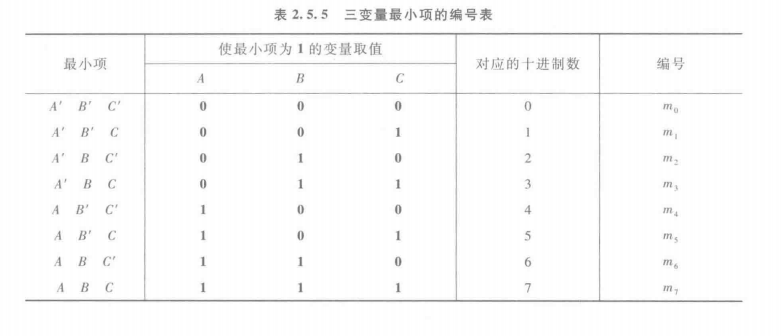 表 2.5.5 三变量最小项的编号表
最小项 使最小项为 1 的变量取值 对应的十进制数 编号
A B C
A′ B′ C′ 0 0 0 0 m₀
A′ B′ C 0 0 1 1 m₁
A′ B C′ 0 1 0 2 m₂
A′ B C 0 1 1 3 m₃
A B′ C′ 1 0 0 4 m₄
A B′ C 1 0 1 5 m₅
A B C′ 1 1 0 6 m₆
A B C 1 1 1 7 m₇